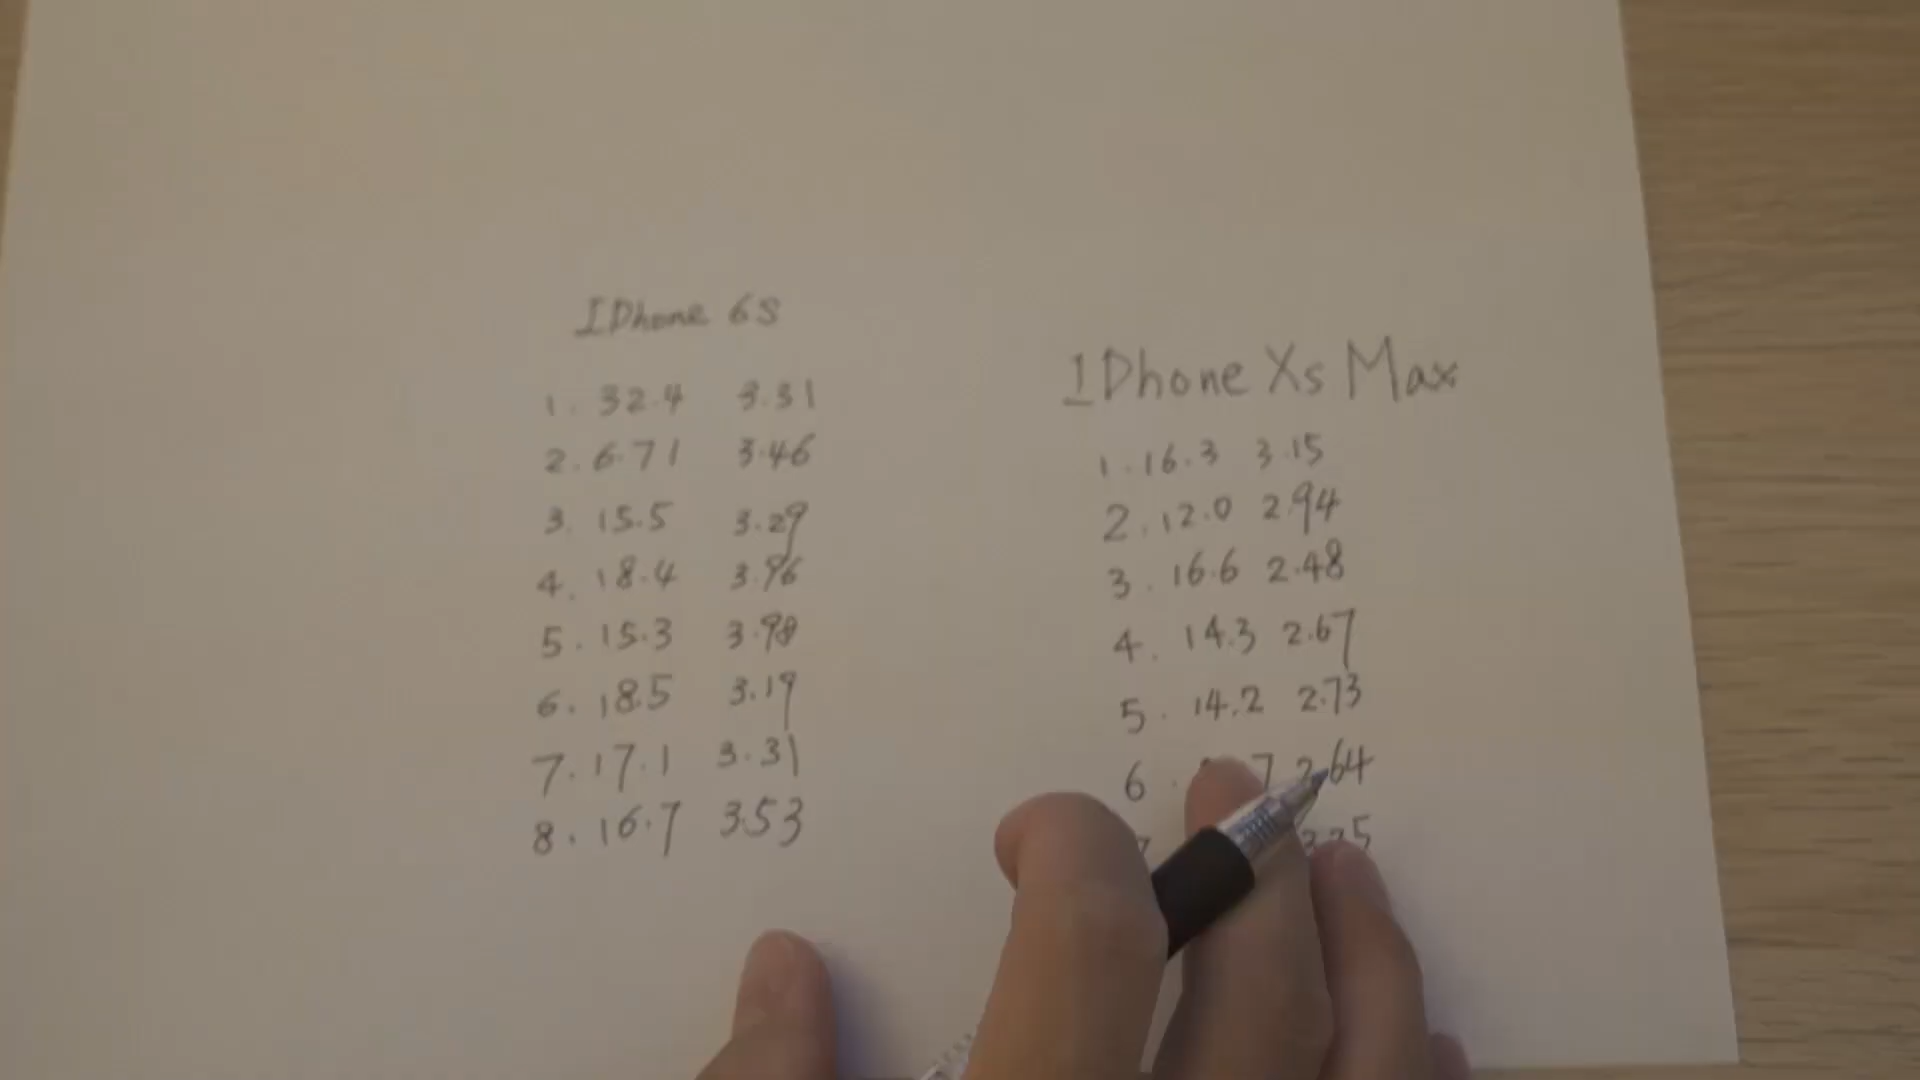 IPhone 6S
1. 32.4 3.31
2. 6.71 3.46
3. 15.5 3.29
4. 18.4 3.96
5. 15.3 3.98
6. 18.5 3.19
7. 17.1 3.31
8. 16.7 3.53
IPhone Xs Max
1. 16.3 3.15
2. 12.0 2.94
3. 16.6 2.48
4. 14.3 2.67
5. 14.2 2.73
6. 2.64